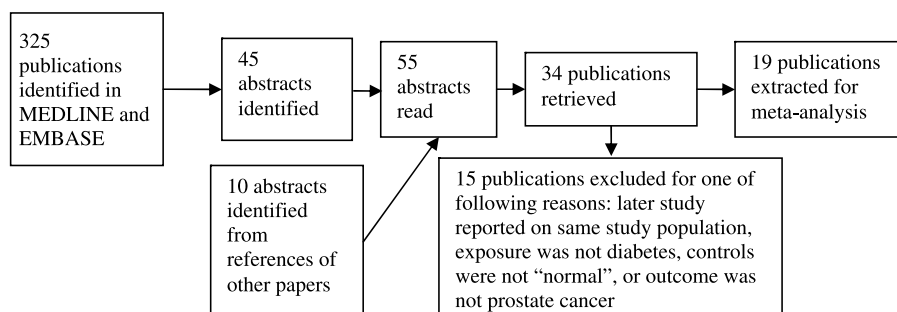 325
publications
identified in
MEDLINE and
EMBASE
45
abstracts
identified
55
abstracts
read
34 publications
retrieved
19 publications
extracted for
meta-analysis
10 abstracts
identified
from
references of
other papers
15 publications excluded for one of
following reasons: later study
reported on same study population,
exposure was not diabetes, controls
were not “normal”, or outcome was
not prostate cancer